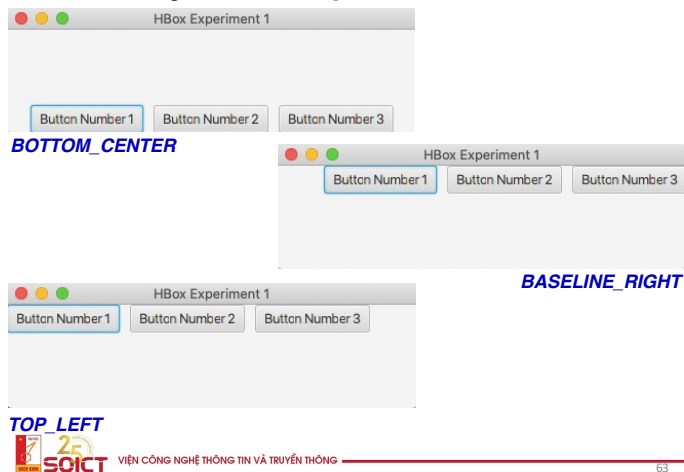 HBox Experiment 1
Button Number 1 Button Number 2 Button Number 3
BOTTOM_CENTER
HBox Experiment 1
Button Number 1 Button Number 2 Button Number 3
BASELINE_RIGHT
HBox Experiment 1
Button Number 1 Button Number 2 Button Number 3
TOP_LEFT
25
SOICT
VIỆN CÔNG NGHỆ THÔNG TIN VÀ TRUYỀN THÔNG
63